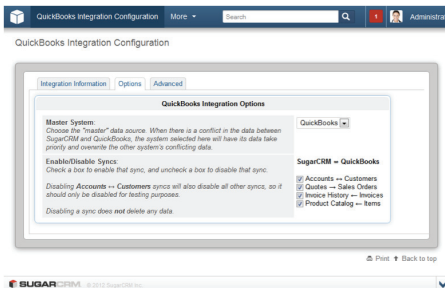 QuickBooks Integration Configuration More Search 1 Administra
QuickBooks Integration Configuration
Integration Information Options Advanced
QuickBooks Integration Options
Master System:
Choose the "master" data source. When there is a conflict in the data between
SugarCRM and QuickBooks, the system selected here will have its data take
priority and overwrite the other system's conflicting data.
QuickBooks
Enable/Disable Syncs:
Check a box to enable that sync, and uncheck a box to disable that sync.
Disabling Accounts ↔ Customers syncs will also disable all other syncs, so it
should only be disabled for testing purposes.
Disabling a sync does not delete any data.
SugarCRM ↔ QuickBooks
Accounts ↔ Customers
Quotes → Sales Orders
Invoice History ← Invoices
Product Catalog ← Items
Print Back to top
SUGARCRM © 2012 SugarCRM Inc.